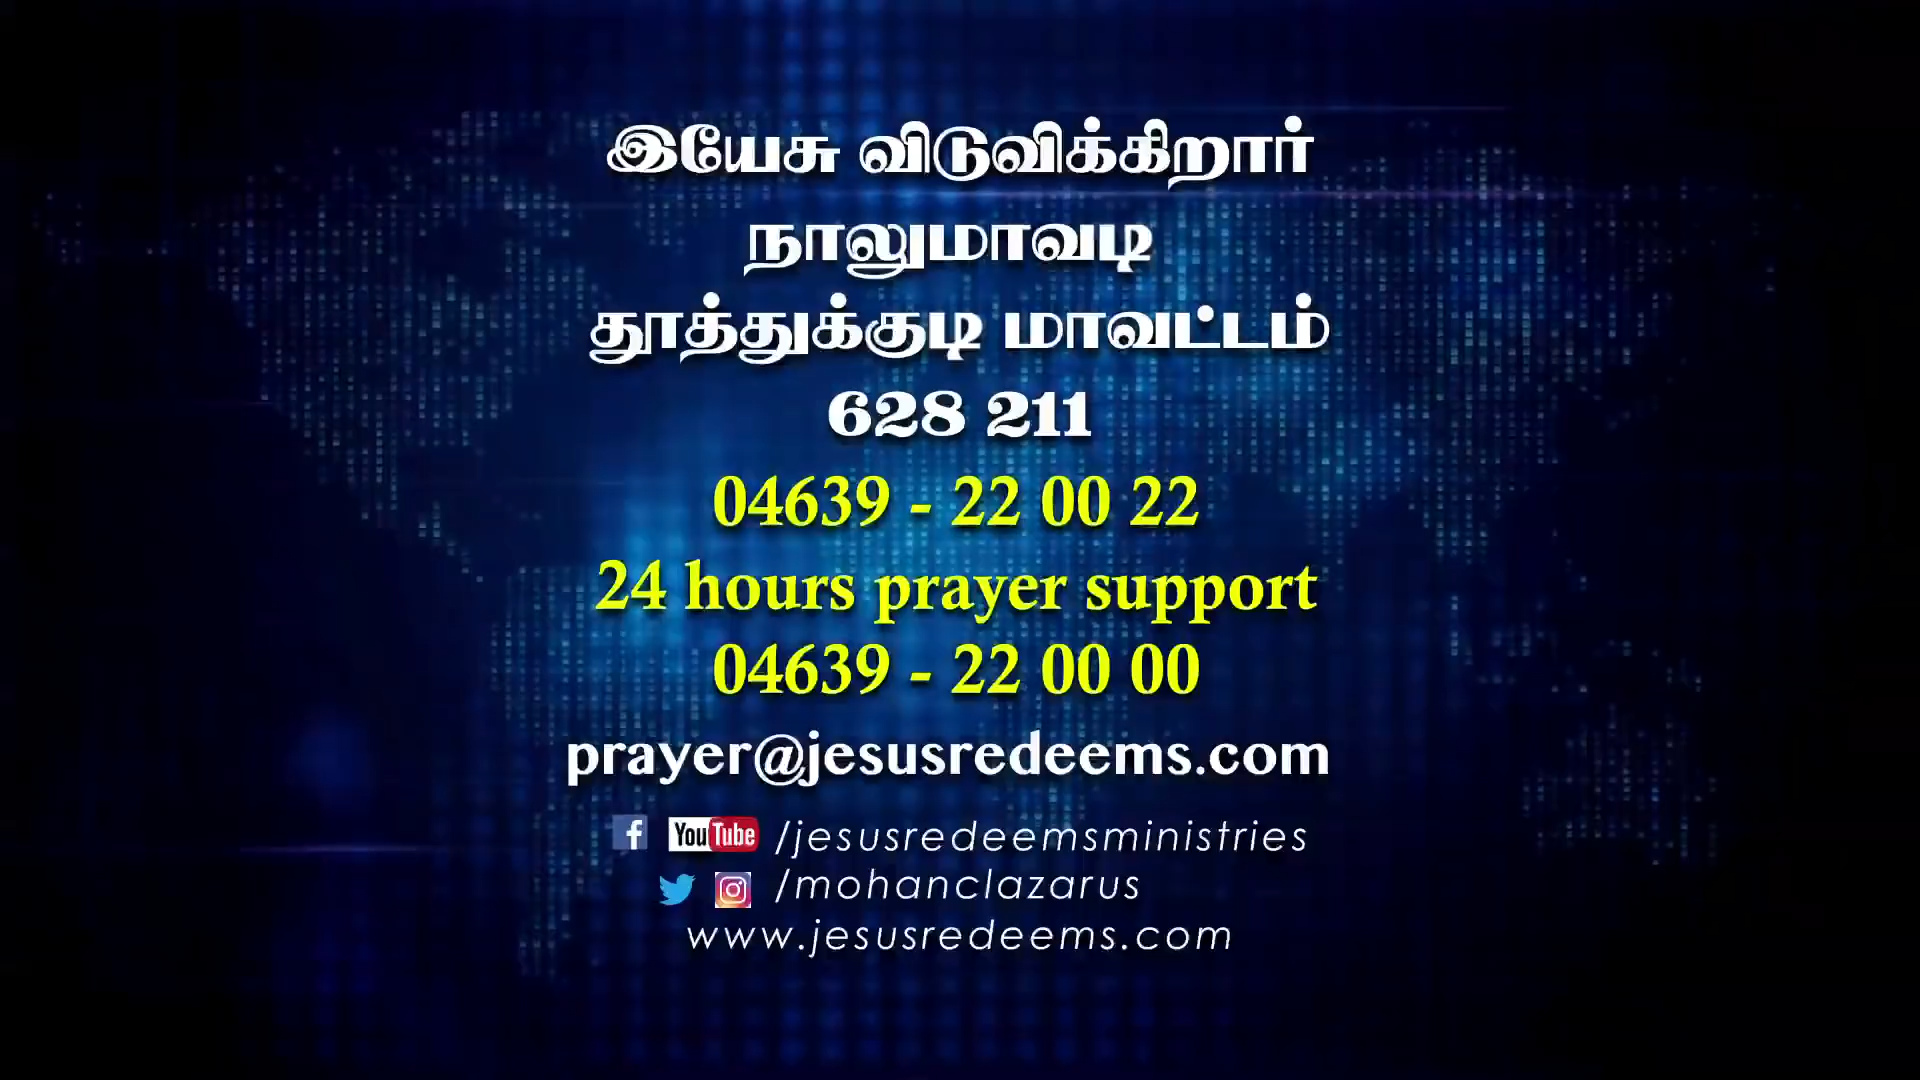 இயேசு விடுவிக்கிறார்
நாலுமாவடி
தூத்துக்குடி மாவட்டம்
628 211
04639 - 22 00 22
24 hours prayer support
04639 - 22 00 00
prayer@jesusredeems.com
f YouTube /jesusredeemsministries
/mohanclazarus
www.jesusredeems.com